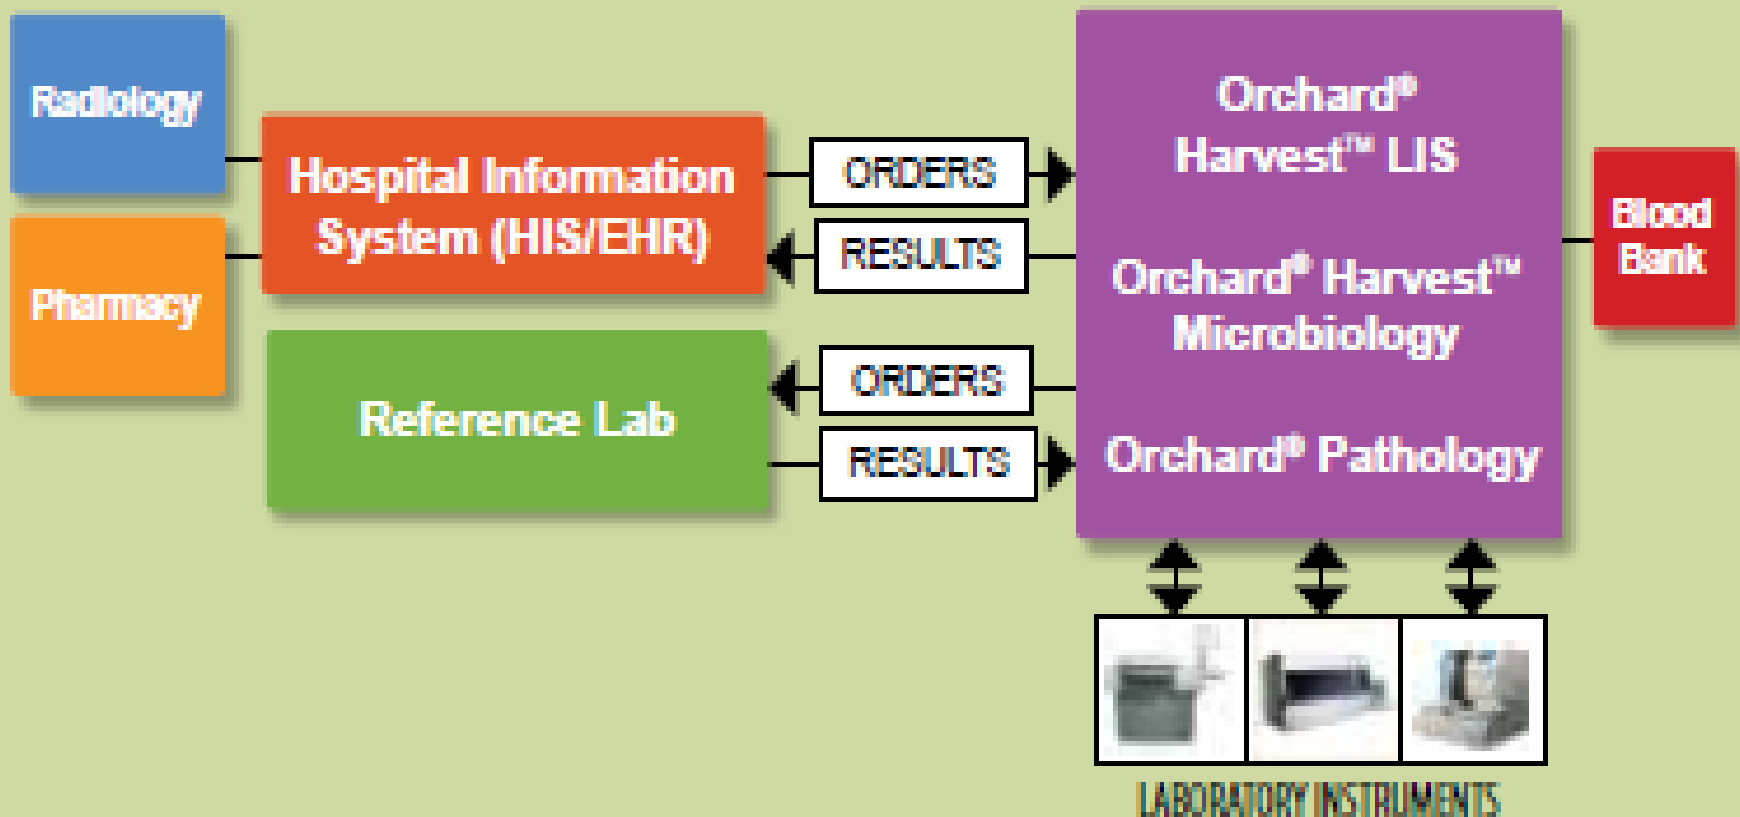 Radiology
Pharmacy
Hospital Information
System (HIS/EHR)
Reference Lab
ORDERS
RESULTS
ORDERS
RESULTS
Orchard®
Harvest™ LIS
Orchard® Harvest™
Microbiology
Orchard® Pathology
Blood
Bank
LABORATORY INSTRUMENTS